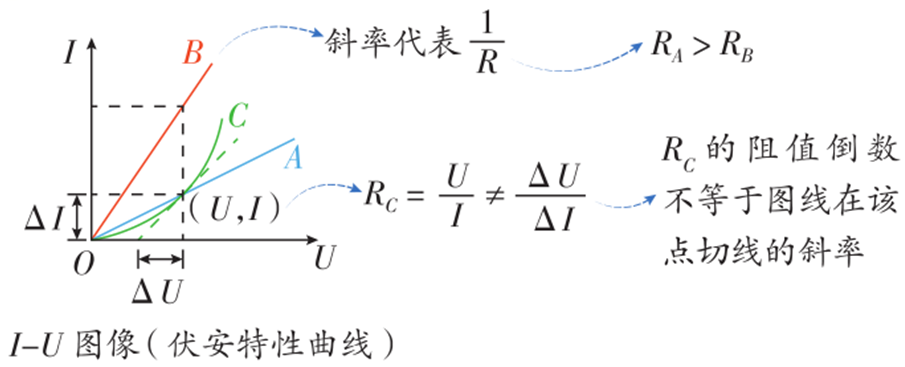 I
B
斜率代表 1/R
R_A > R_B
C
A
ΔI
(U, I)
R_C = U/I ≠ ΔU/ΔI
R_C 的阻值倒数
不等于图线在该
点切线的斜率
O
U
ΔU
I–U 图像(伏安特性曲线)